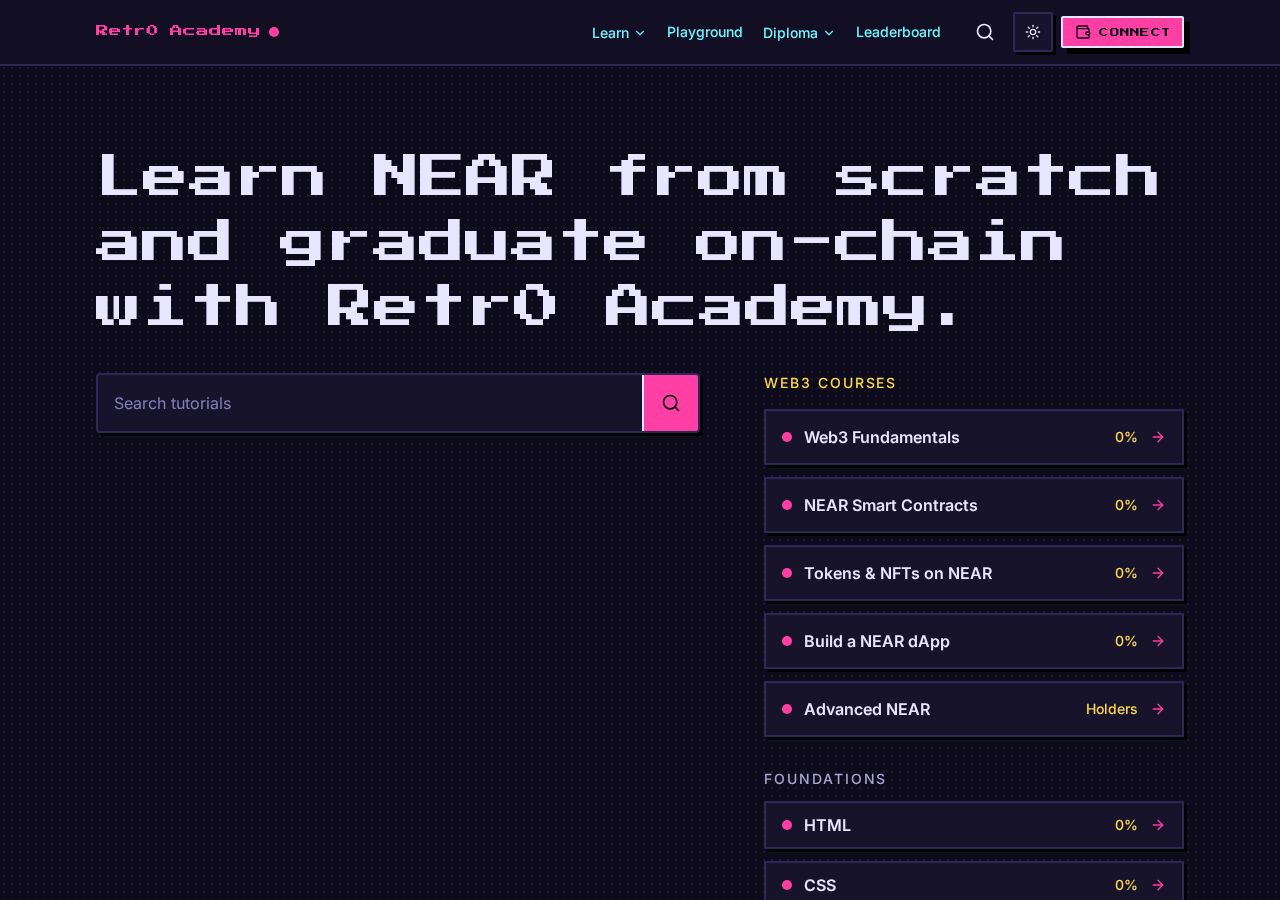 Retr0 Academy
Learn
Playground
Diploma
Leaderboard
CONNECT
Learn NEAR from scratch
and graduate on-chain
with Retr0 Academy.
Search tutorials
WEB3 COURSES
Web3 Fundamentals 0%
NEAR Smart Contracts 0%
Tokens & NFTs on NEAR 0%
Build a NEAR dApp 0%
Advanced NEAR Holders
FOUNDATIONS
HTML 0%
CSS 0%